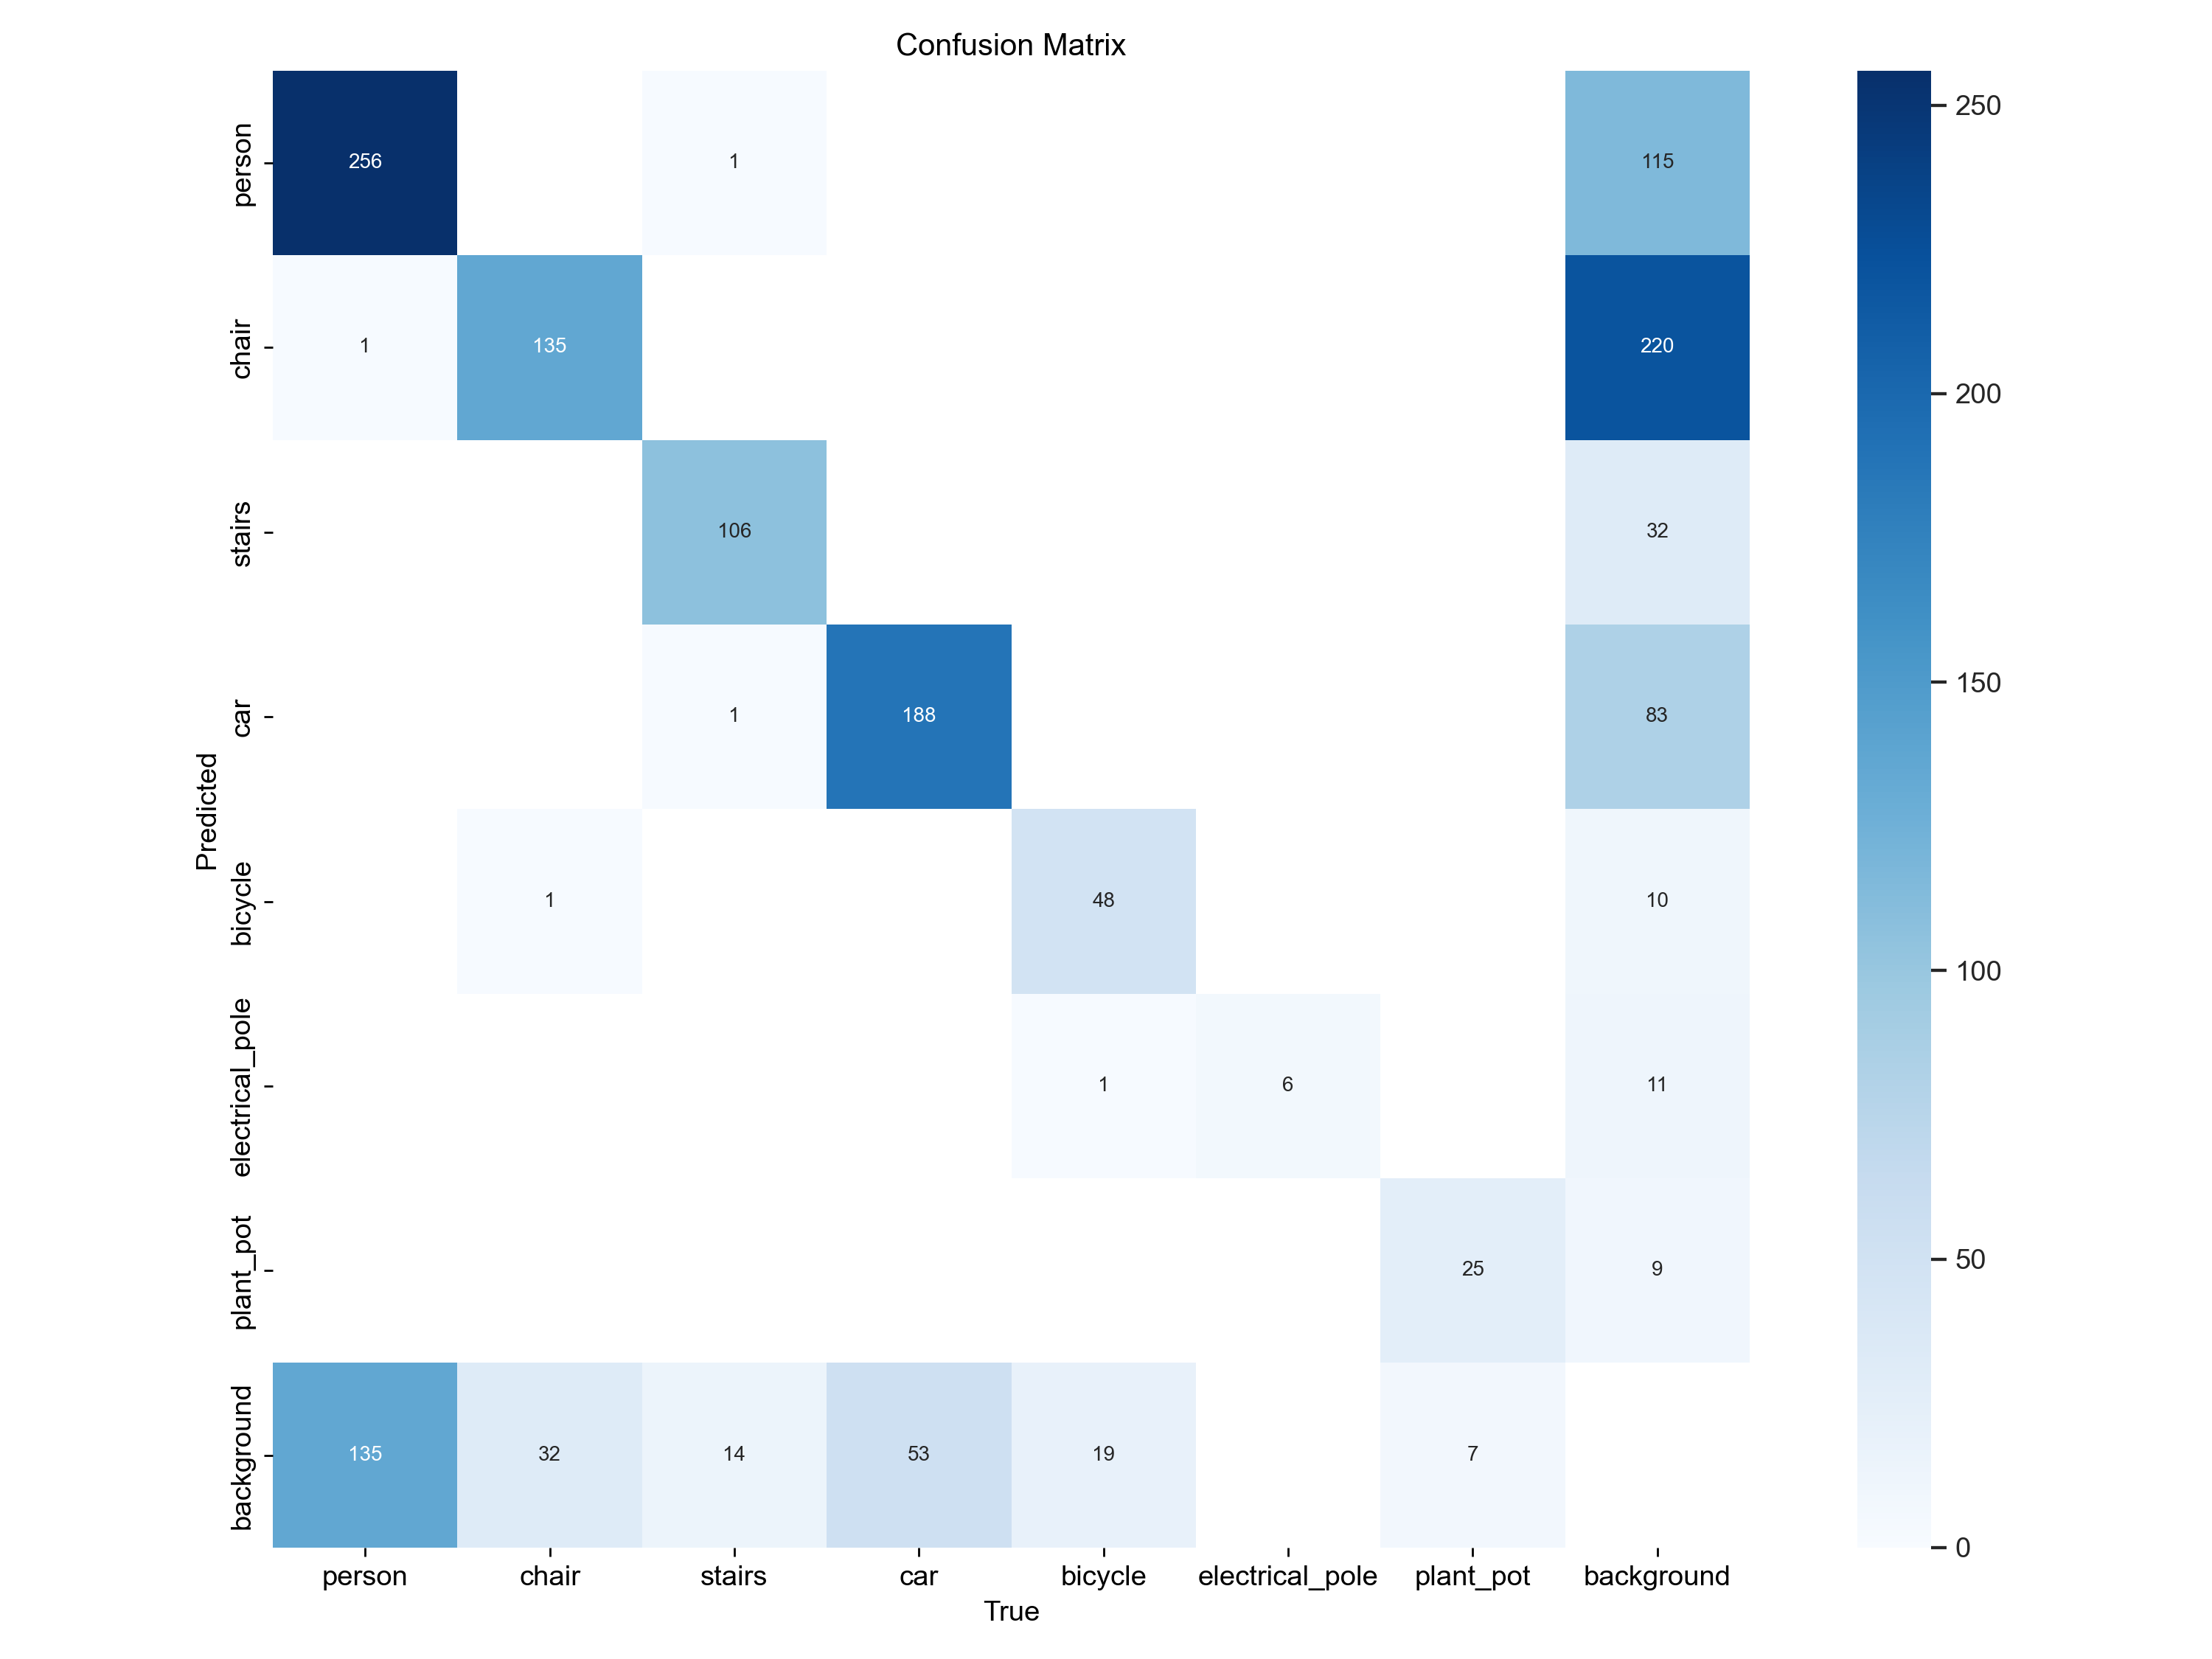 Confusion Matrix
person 256 1 115 250
chair 1 135 220 200
stairs 106 32 150
car 1 188 83
Predicted
bicycle 1 48 10 100
electrical_pole 1 6 11
plant_pot 25 9 50
background 135 32 14 53 19 7 0
person chair stairs car bicycle electrical_pole plant_pot background
True